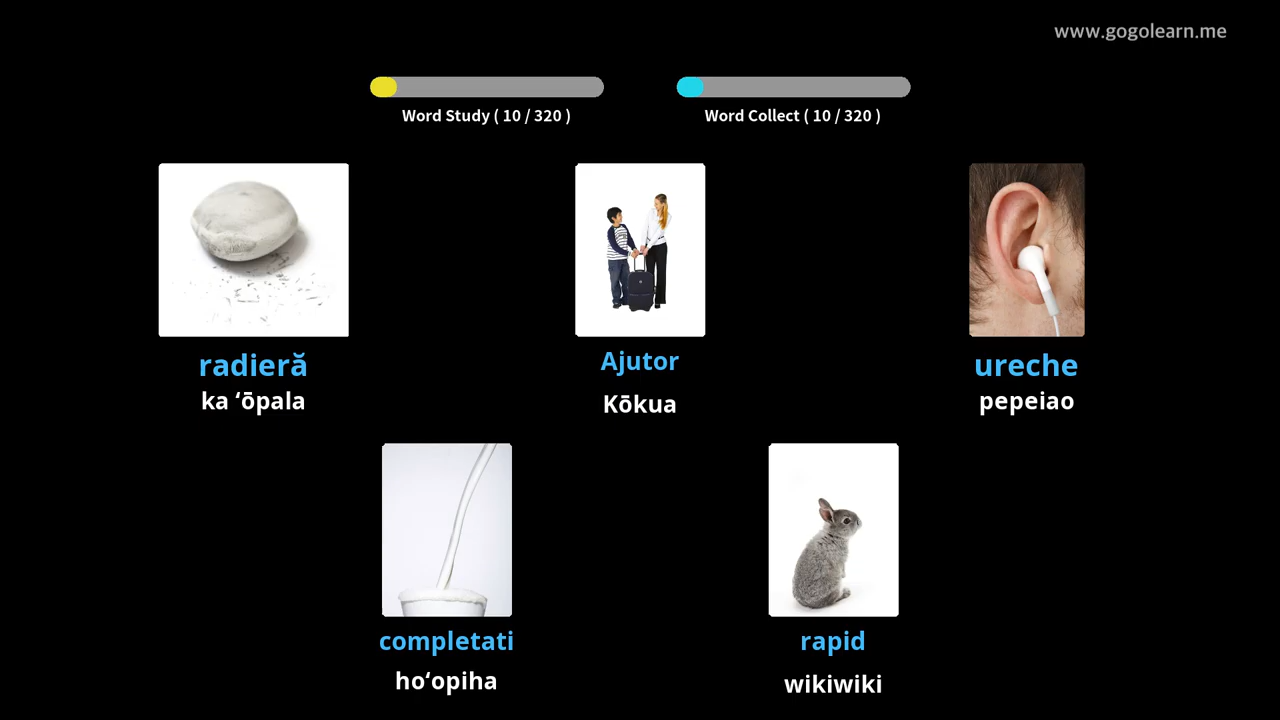 www.gogolearn.me
Word Study ( 10 / 320 )
Word Collect ( 10 / 320 )
radieră
ka ʻōpala
Ajutor
Kōkua
ureche
pepeiao
completati
hoʻopiha
rapid
wikiwiki